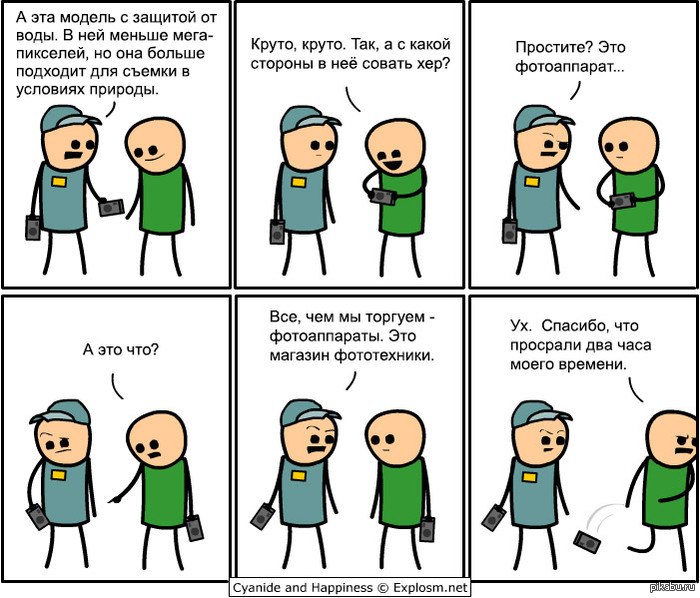 А эта модель с защитой от
воды. В ней меньше мега-
пикселей, но она больше
подходит для съемки в
условиях природы.
Круто, круто. Так, а с какой
стороны в неё совать хер?
Простите? Это
фотоаппарат...
А это что?
Все, чем мы торгуем -
фотоаппараты. Это
магазин фототехники.
Ух. Спасибо, что
просрали два часа
моего времени.
Cyanide and Happiness © Explosm.net
pikabu.ru